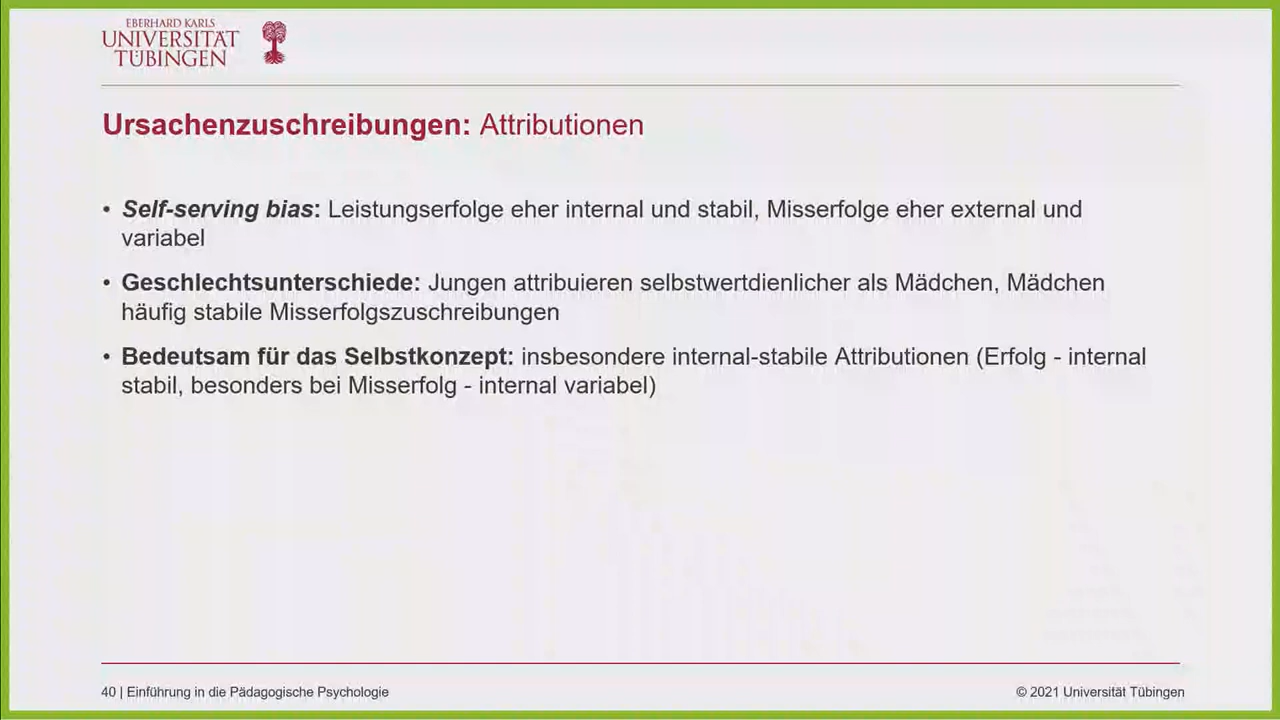 EBERHARD KARLS
UNIVERSITÄT
TÜBINGEN
Ursachenzuschreibungen: Attributionen
• Self-serving bias: Leistungserfolge eher internal und stabil, Misserfolge eher external und
variabel
• Geschlechtsunterschiede: Jungen attribuieren selbstwertdienlicher als Mädchen, Mädchen
häufig stabile Misserfolgszuschreibungen
• Bedeutsam für das Selbstkonzept: insbesondere internal-stabile Attributionen (Erfolg - internal
stabil, besonders bei Misserfolg - internal variabel)
40 | Einführung in die Pädagogische Psychologie
© 2021 Universität Tübingen